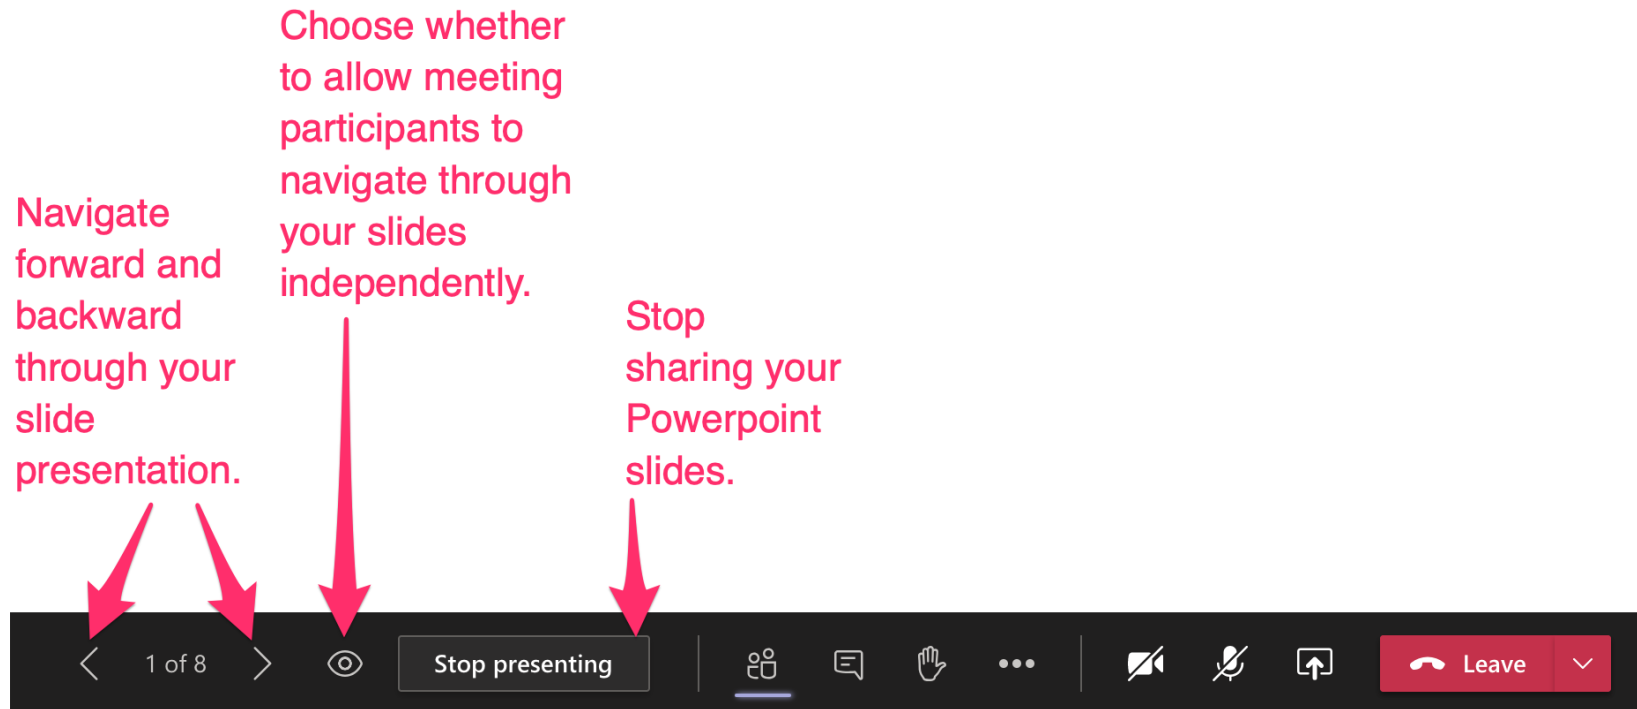 Choose whether
to allow meeting
participants to
navigate through
your slides
independently.
Navigate
forward and
backward
through your
slide
presentation.
Stop
sharing your
Powerpoint
slides.
1 of 8
Stop presenting
Leave